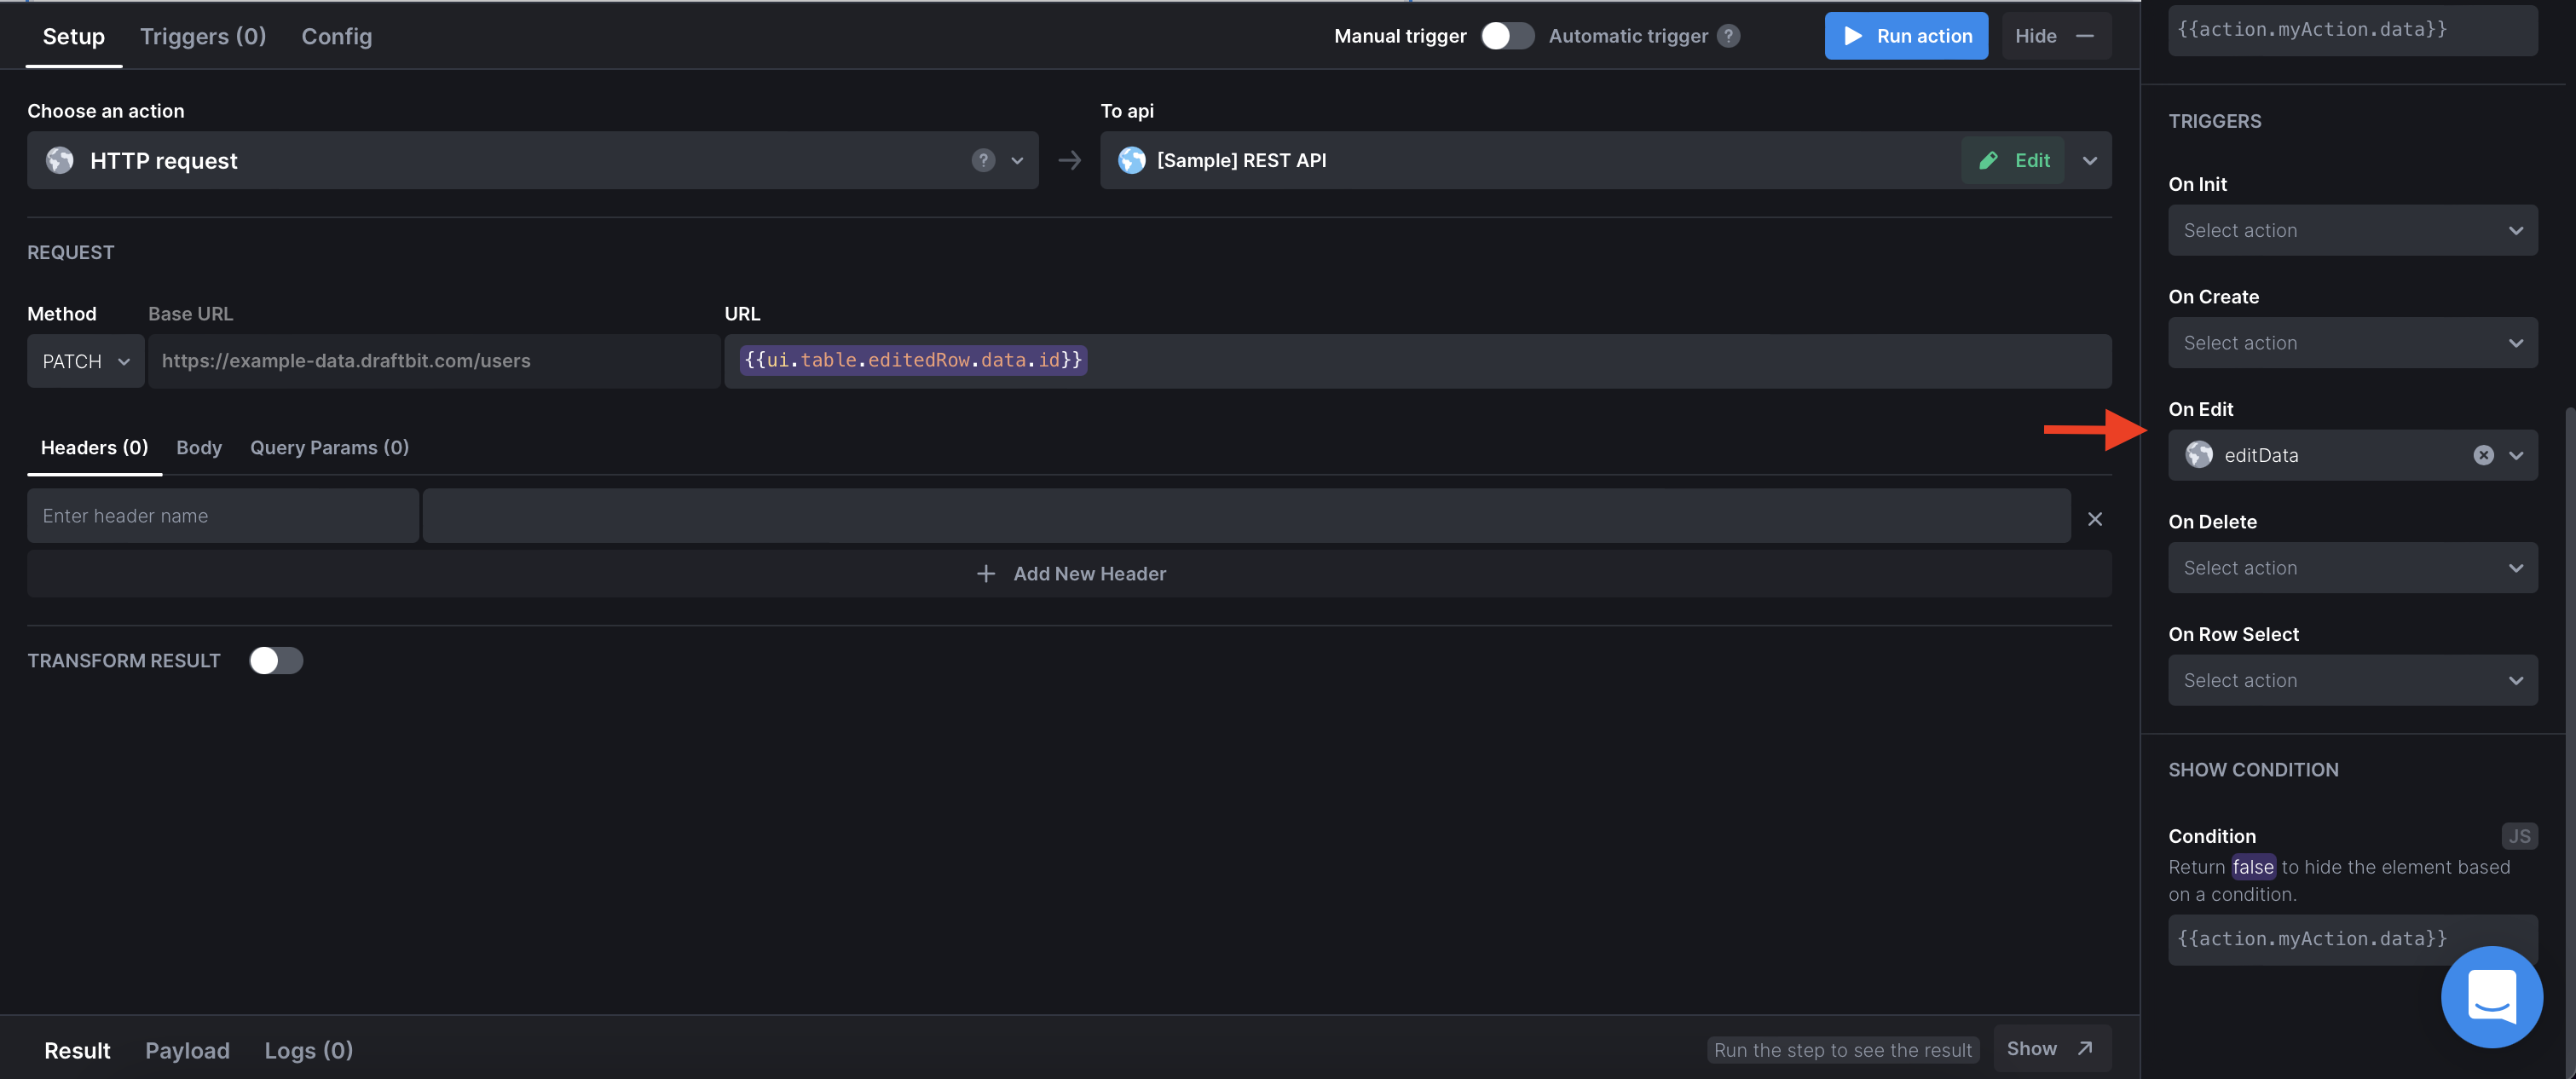 Setup Triggers (0) Config Manual trigger Automatic trigger ? Run action Hide
Choose an action To api
HTTP request ? [Sample] REST API Edit
REQUEST
Method Base URL URL
PATCH https://example-data.draftbit.com/users {{ui.table.editedRow.data.id}}
Headers (0) Body Query Params (0)
Enter header name
Add New Header
TRANSFORM RESULT
Result Payload Logs (0) Run the step to see the result Show
{{action.myAction.data}}
TRIGGERS
On Init
Select action
On Create
Select action
On Edit
editData
On Delete
Select action
On Row Select
Select action
SHOW CONDITION
Condition JS
Return false to hide the element based
on a condition.
{{action.myAction.data}}